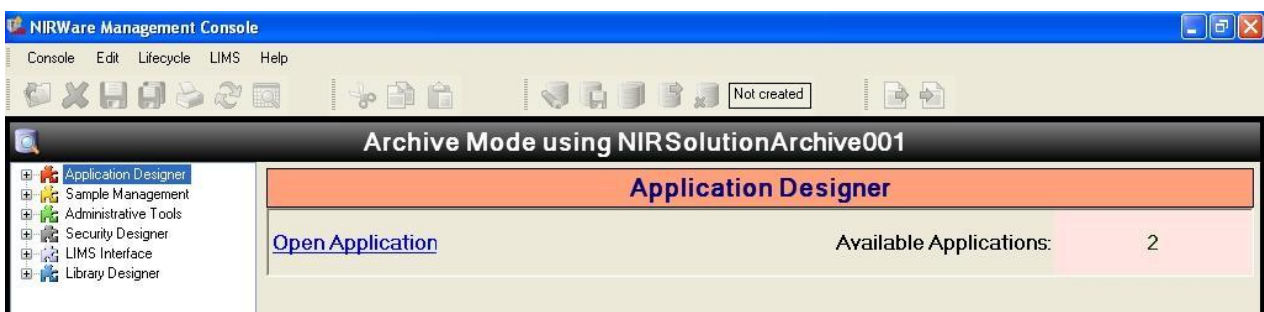 NIRWare Management Console
Console Edit Lifecycle LIMS Help
Not created
Archive Mode using NIRSolutionArchive001
Application Designer
Sample Management
Administrative Tools
Security Designer
LIMS Interface
Library Designer
Application Designer
Open Application Available Applications: 2